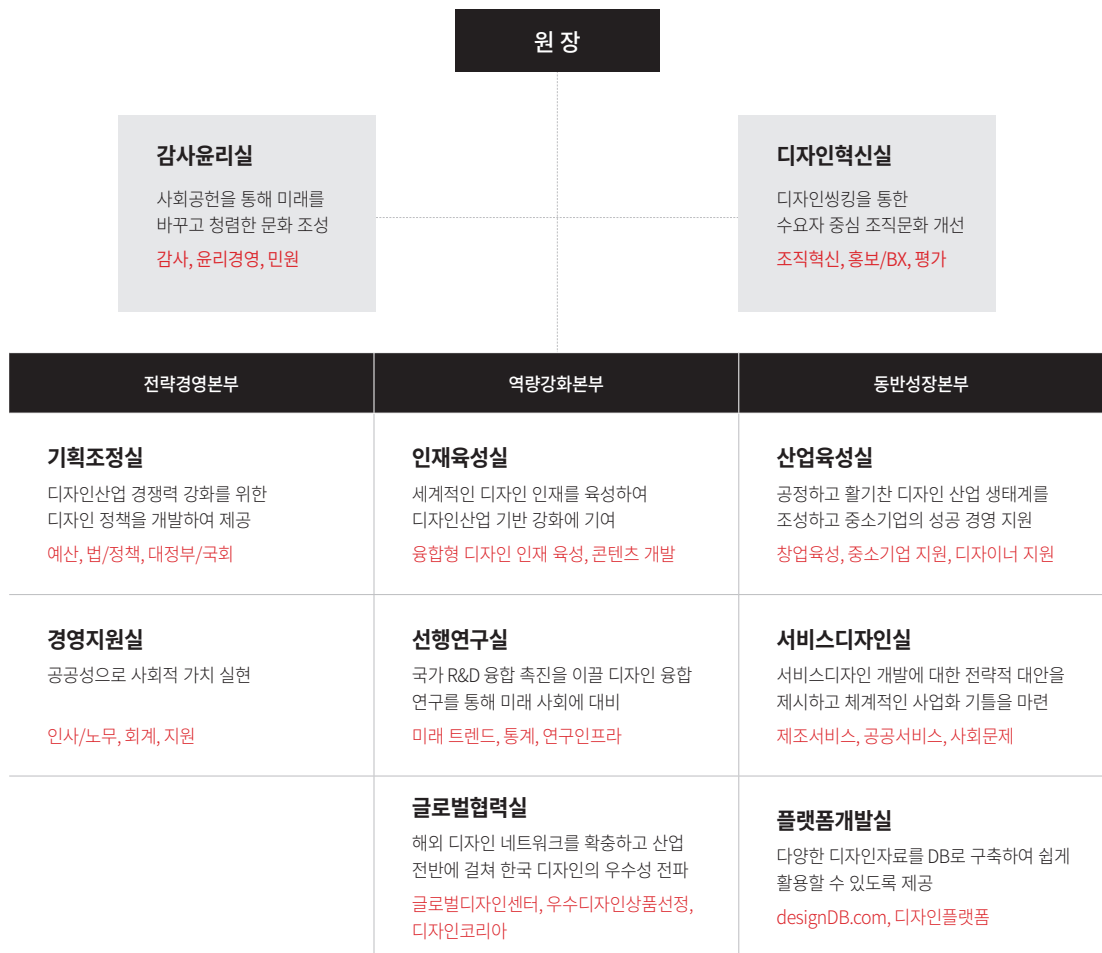 원 장
감사윤리실
사회공헌을 통해 미래를
바꾸고 청렴한 문화 조성
감사, 윤리경영, 민원
디자인혁신실
디자인씽킹을 통한
수요자 중심 조직문화 개선
조직혁신, 홍보/BX, 평가
전략경영본부
역량강화본부
동반성장본부
기획조정실
디자인산업 경쟁력 강화를 위한
디자인 정책을 개발하여 제공
예산, 법/정책, 대정부/국회
인재육성실
세계적인 디자인 인재를 육성하여
디자인산업 기반 강화에 기여
융합형 디자인 인재 육성, 콘텐츠 개발
산업육성실
공정하고 활기찬 디자인 산업 생태계를
조성하고 중소기업의 성공 경영 지원
창업육성, 중소기업 지원, 디자이너 지원
경영지원실
공공성으로 사회적 가치 실현
인사/노무, 회계, 지원
선행연구실
국가 R&D 융합 촉진을 이끌 디자인 융합
연구를 통해 미래 사회에 대비
미래 트렌드, 통계, 연구인프라
서비스디자인실
서비스디자인 개발에 대한 전략적 대안을
제시하고 체계적인 사업화 기틀을 마련
제조서비스, 공공서비스, 사회문제
글로벌협력실
해외 디자인 네트워크를 확충하고 산업
전반에 걸쳐 한국 디자인의 우수성 전파
글로벌디자인센터, 우수디자인상품선정,
디자인코리아
플랫폼개발실
다양한 디자인자료를 DB로 구축하여 쉽게
활용할 수 있도록 제공
designDB.com, 디자인플랫폼